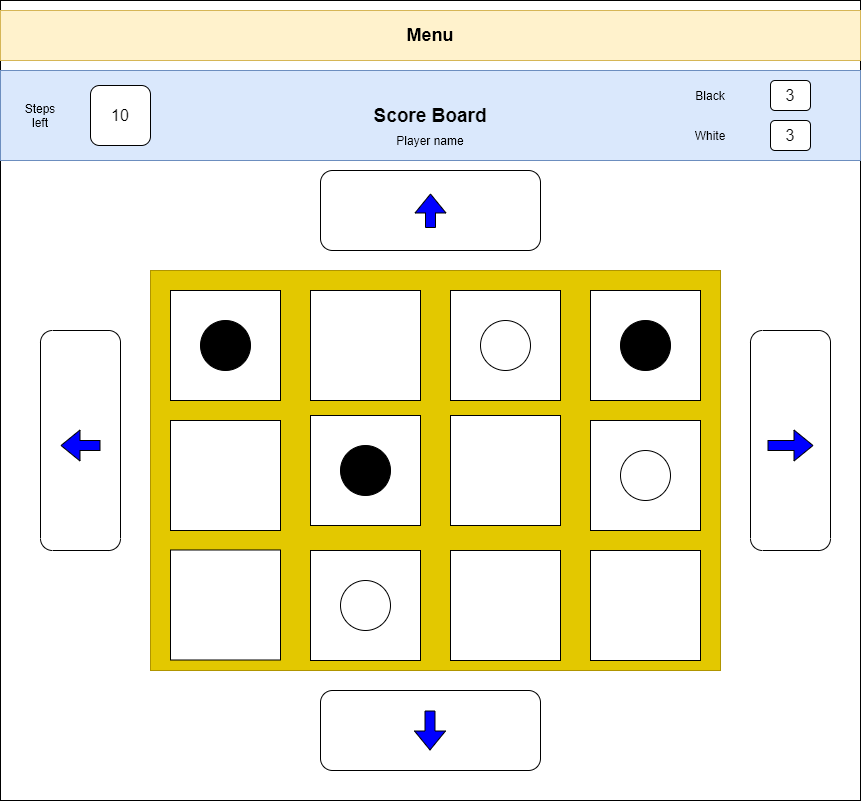 Menu
Steps
left
10
Score Board
Player name
Black
3
White
3